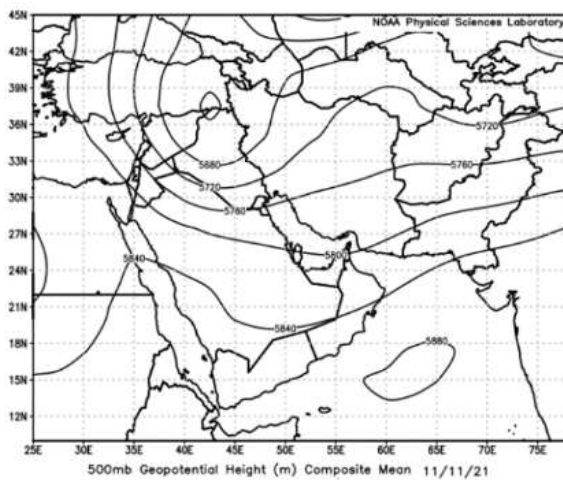 45N NOAA Physical Sciences Laboratory
42N
39N
36N 5720
33N 5680 5760
30N 5720
5760
27N 5800
24N 5840
21N
18N 5840 5880
15N
12N
25E 30E 35E 40E 45E 50E 55E 60E 65E 70E 75E
500mb Geopotential Height (m) Composite Mean 11/11/21